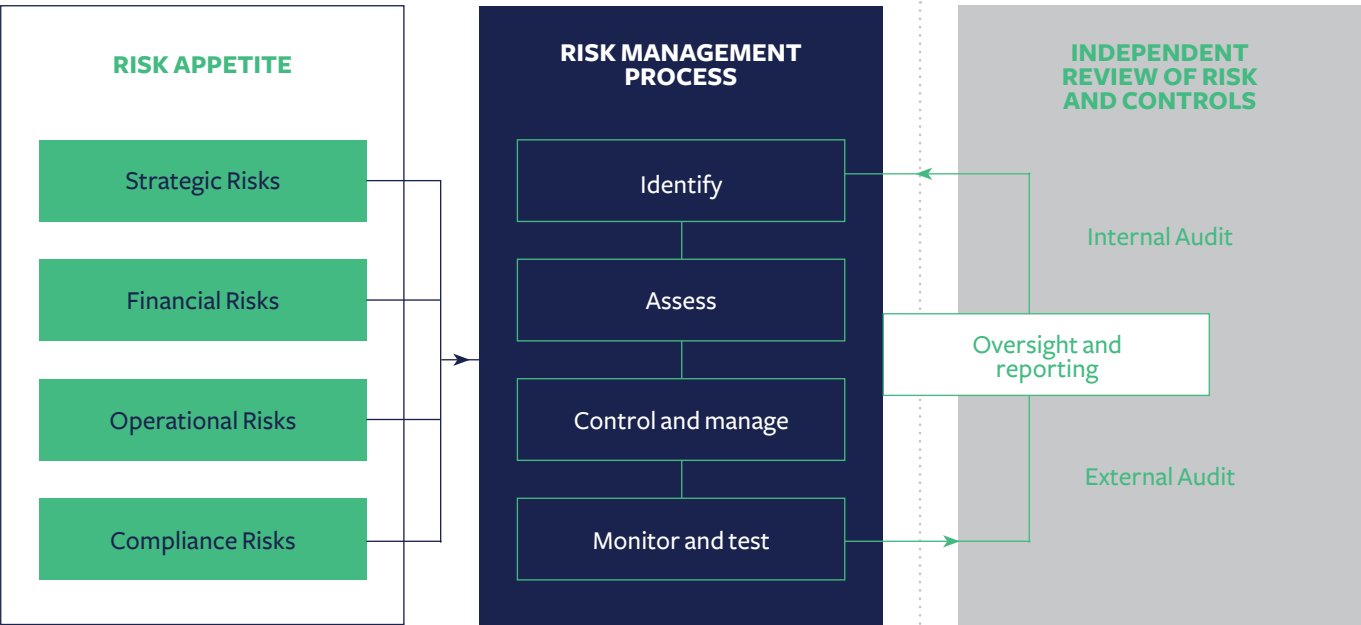 RISK APPETITE
Strategic Risks
Financial Risks
Operational Risks
Compliance Risks
RISK MANAGEMENT
PROCESS
Identify
Assess
Control and manage
Monitor and test
INDEPENDENT
REVIEW OF RISK
AND CONTROLS
Internal Audit
Oversight and
reporting
External Audit